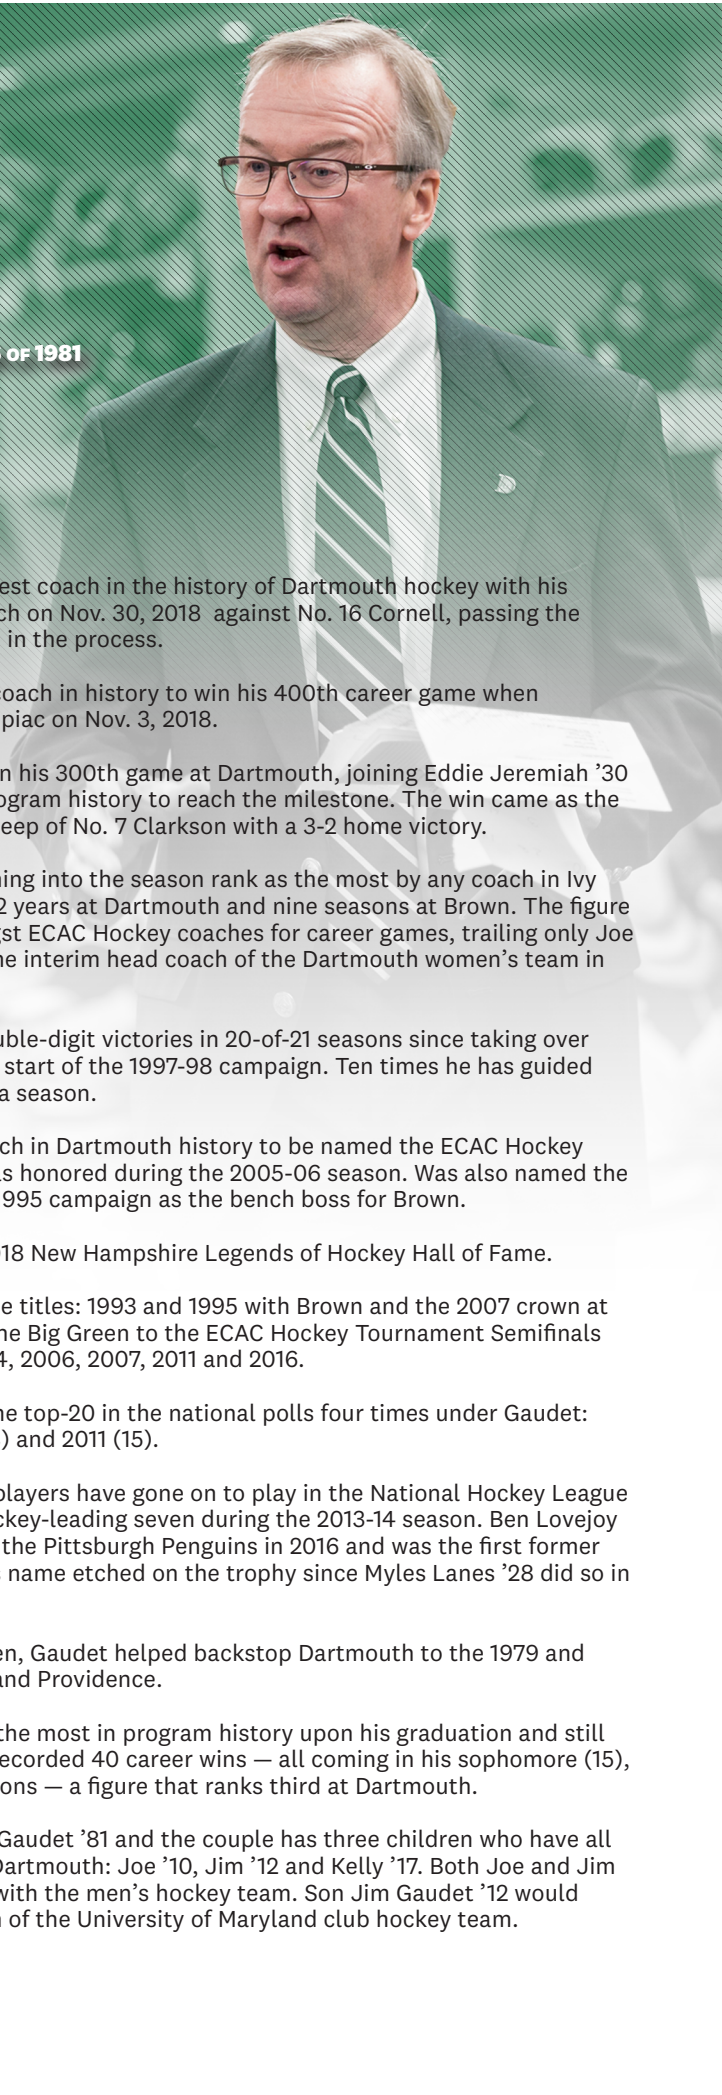 OF 1981
est coach in the history of Dartmouth hockey with his
ch on Nov. 30, 2018 against No. 16 Cornell, passing the
in the process.
coach in history to win his 400th career game when
piac on Nov. 3, 2018.
n his 300th game at Dartmouth, joining Eddie Jeremiah ’30
ogram history to reach the milestone. The win came as the
eep of No. 7 Clarkson with a 3-2 home victory.
ing into the season rank as the most by any coach in Ivy
2 years at Dartmouth and nine seasons at Brown. The figure
gst ECAC Hockey coaches for career games, trailing only Joe
he interim head coach of the Dartmouth women’s team in
uble-digit victories in 20-of-21 seasons since taking over
start of the 1997-98 campaign. Ten times he has guided
a season.
ch in Dartmouth history to be named the ECAC Hockey
as honored during the 2005-06 season. Was also named the
1995 campaign as the bench boss for Brown.
18 New Hampshire Legends of Hockey Hall of Fame.
e titles: 1993 and 1995 with Brown and the 2007 crown at
he Big Green to the ECAC Hockey Tournament Semifinals
4, 2006, 2007, 2011 and 2016.
he top-20 in the national polls four times under Gaudet:
) and 2011 (15).
players have gone on to play in the National Hockey League
ckey-leading seven during the 2013-14 season. Ben Lovejoy
the Pittsburgh Penguins in 2016 and was the first former
name etched on the trophy since Myles Lanes ’28 did so in
en, Gaudet helped backstop Dartmouth to the 1979 and
and Providence.
the most in program history upon his graduation and still
ecorded 40 career wins — all coming in his sophomore (15),
ons — a figure that ranks third at Dartmouth.
Gaudet ’81 and the couple has three children who have all
Dartmouth: Joe ’10, Jim ’12 and Kelly ’17. Both Joe and Jim
with the men’s hockey team. Son Jim Gaudet ’12 would
of the University of Maryland club hockey team.